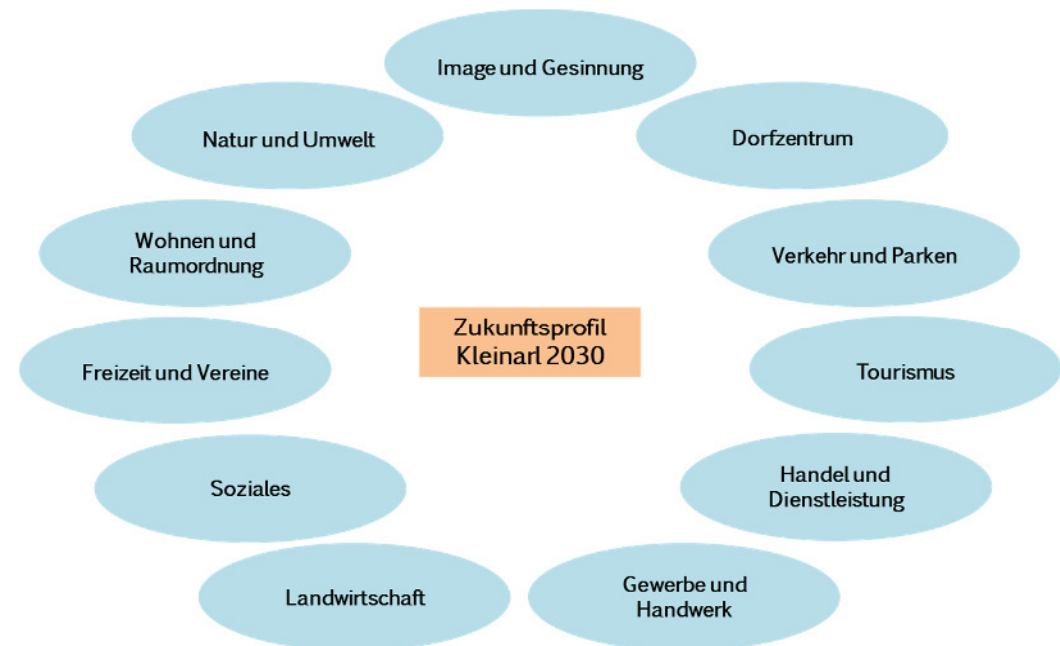 Image und Gesinnung
Natur und Umwelt
Dorfzentrum
Wohnen und
Raumordnung
Verkehr und Parken
Zukunftsprofil
Kleinarl 2030
Freizeit und Vereine
Tourismus
Soziales
Handel und
Dienstleistung
Landwirtschaft
Gewerbe und
Handwerk